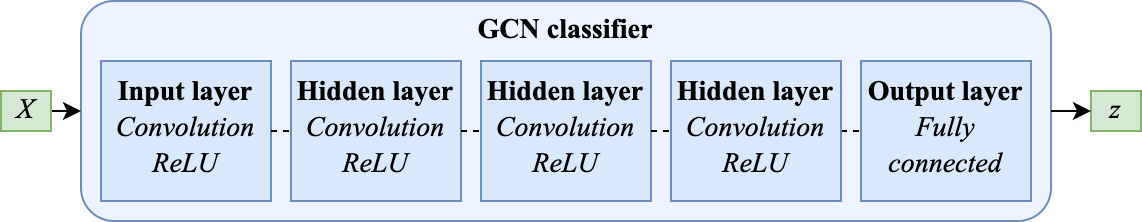 GCN classifier
X
Input layer
Convolution
ReLU
Hidden layer
Convolution
ReLU
Hidden layer
Convolution
ReLU
Hidden layer
Convolution
ReLU
Output layer
Fully
connected
z